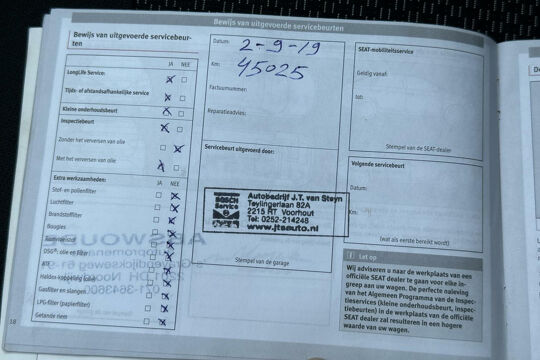 Bewijs van uitgevoerde servicebeurten
Bewijs van uitgevoerde servicebeur-
ten
JA NEE
LongLife Service:
Tijds- of afstandsafhankelijke service
Kleine onderhoudsbeurt
Inspectiebeurt
Zonder het verversen van olie
Met het verversen van olie
Extra werkzaamheden:
JA NEE
Stof- en pollenfilter
Luchtfilter
Brandstoffilter
Bougies
DSG®: olie en filter
ATF
Haldex-koppeling (olie)
Gasfilter en slangen
LPG-filter (papierfilter)
Getande riem
18
Datum: 2-9-19
Km: 45025
Factuurnummer:
Reparatieadvies:
Servicebeurt uitgevoerd door:
BOSCH
Service
Autobedrijf J.T. van Steyn
Teylingerlaan 82A
2215 RT Voorhout
Tel: 0252-214248
www.jtsauto.nl
Stempel van de garage
SEAT-mobiliteitsservice
Geldig vanaf:
tot:
Stempel van de SEAT-dealer
Volgende servicebeurt
Datum:
Km:
(wat als eerste bereikt wordt)
Let op
Wij adviseren u naar de werkplaats van een
officiële SEAT dealer te gaan voor elke in-
greep aan uw wagen. De perfecte naleving
van het Algemeen Programma van de Inspec-
tieservices (kleine onderhoudsbeurt, inspec-
tiebeurten) in de werkplaats van de officiële
SEAT dealer zal resulteren in een hogere
waarde van uw wagen.